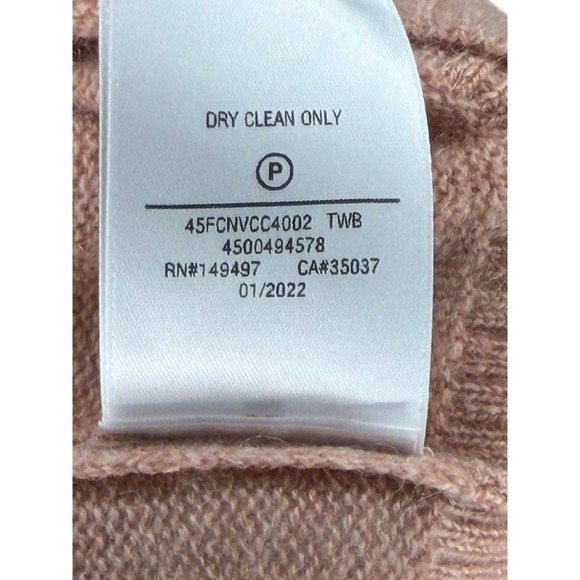 DRY CLEAN ONLY
P
45FCNVCC4002 TWB
4500494578
RN#149497 CA#35037
01/2022